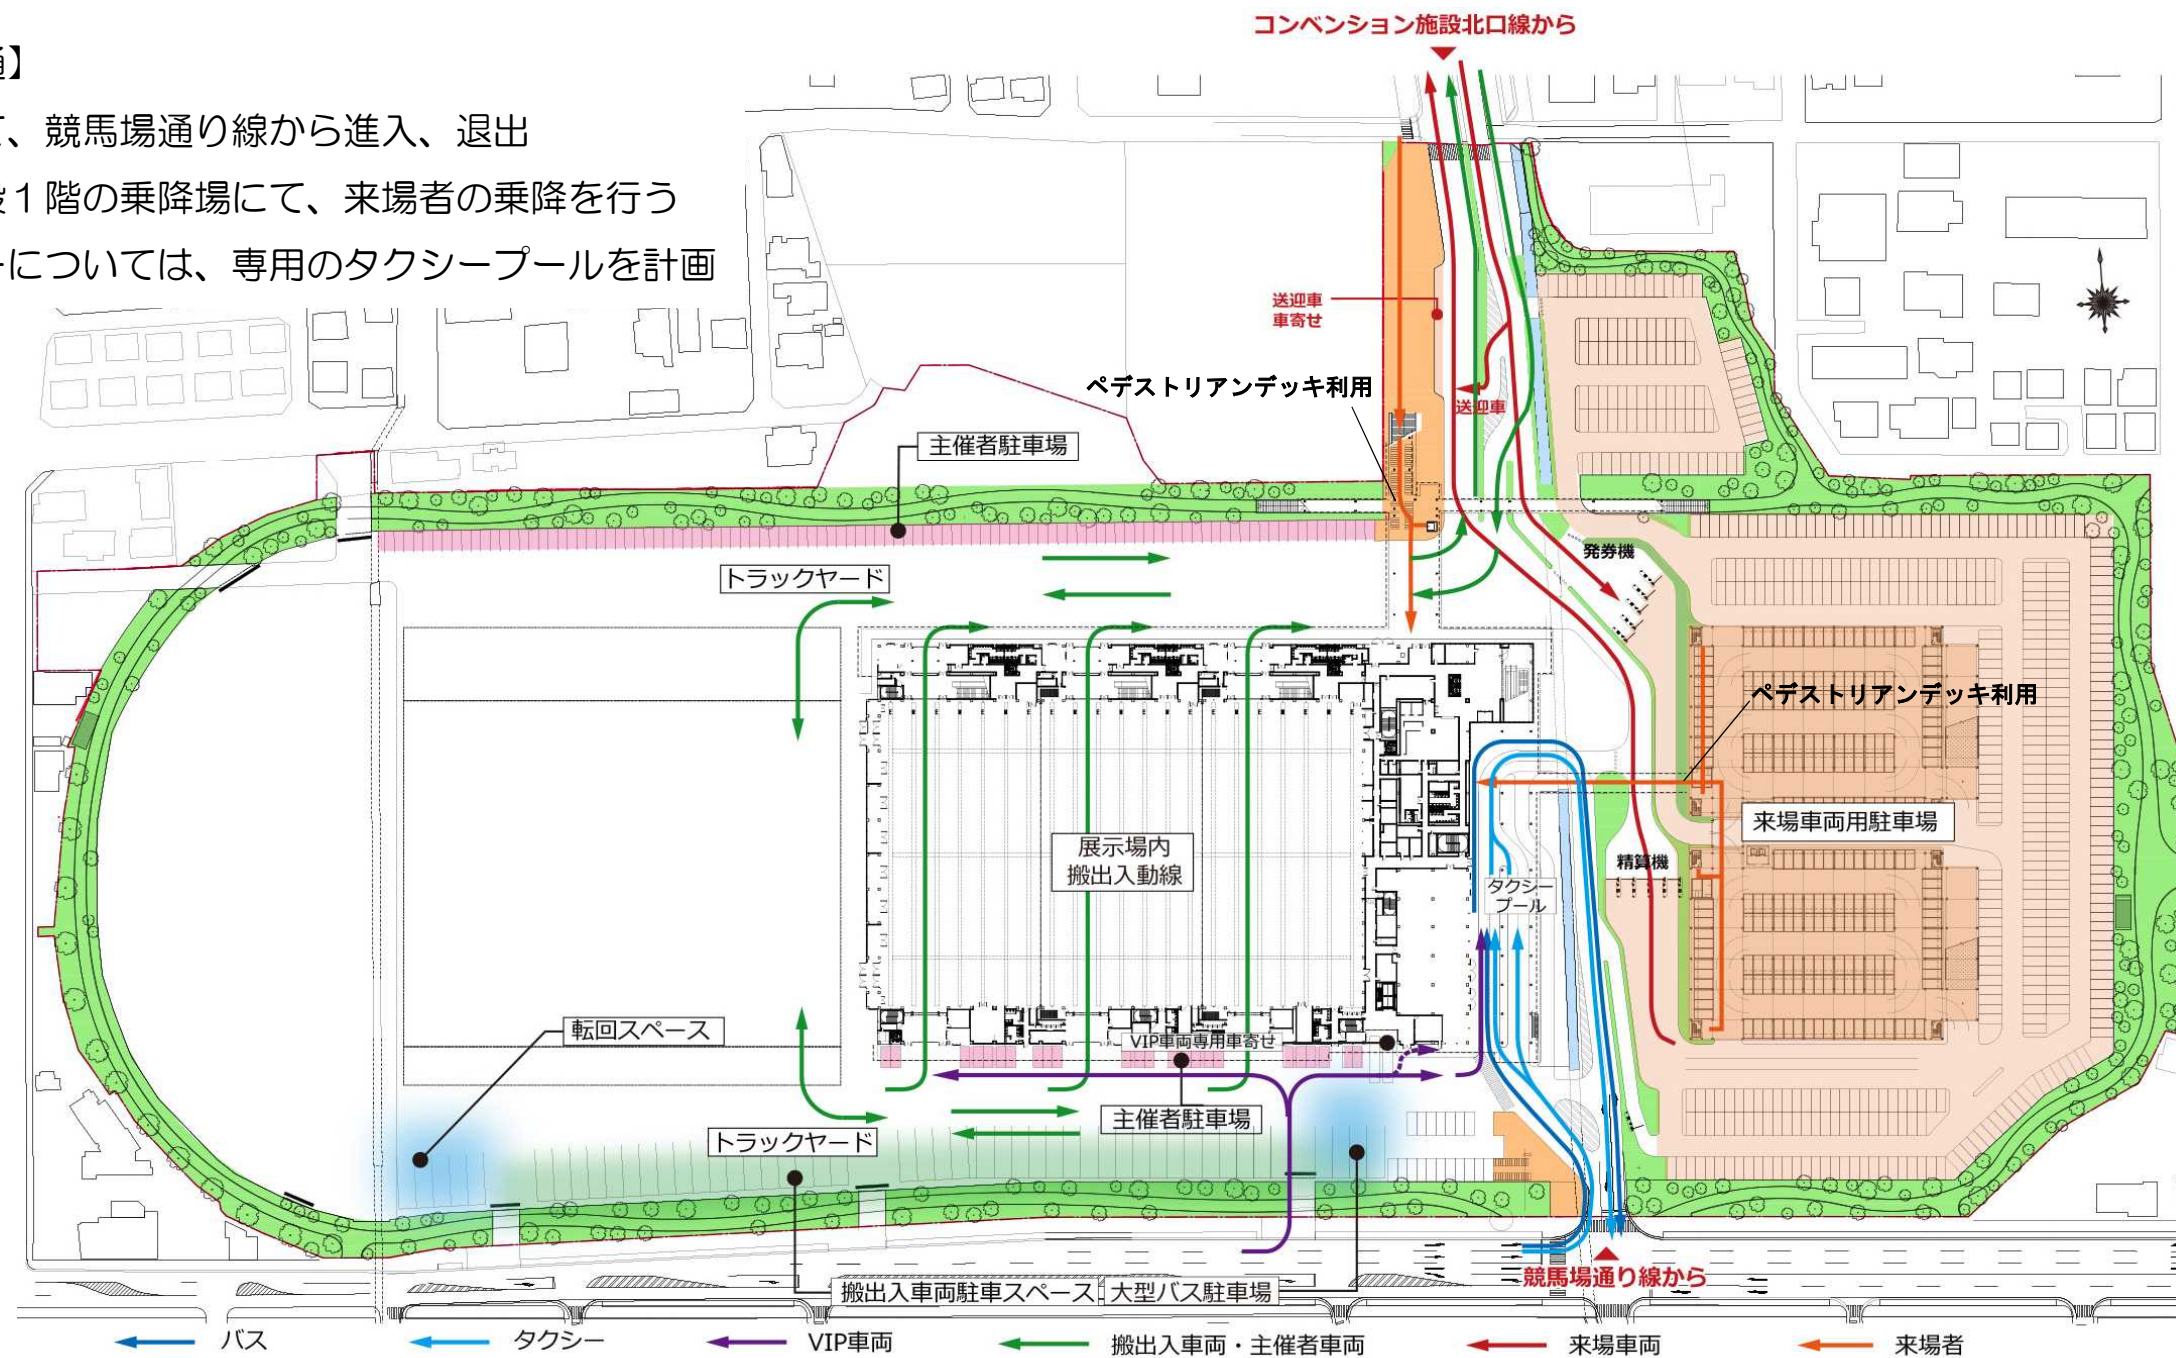 通】
、競馬場通り線から進入、退出
設１階の乗降場にて、来場者の乗降を行う
については、専用のタクシープールを計画
コンベンション施設北口線から
送迎車
車寄せ
ペデストリアンデッキ利用
送迎車
主催者駐車場
発券機
トラックヤード
ペデストリアンデッキ利用
来場車両用駐車場
展示場内
搬出入動線
精算機
タクシー
プール
転回スペース
VIP車両専用車寄せ
主催者駐車場
トラックヤード
競馬場通り線から
搬出入車両駐車スペース
大型バス駐車場
バス
タクシー
VIP車両
搬出入車両・主催者車両
来場車両
来場者